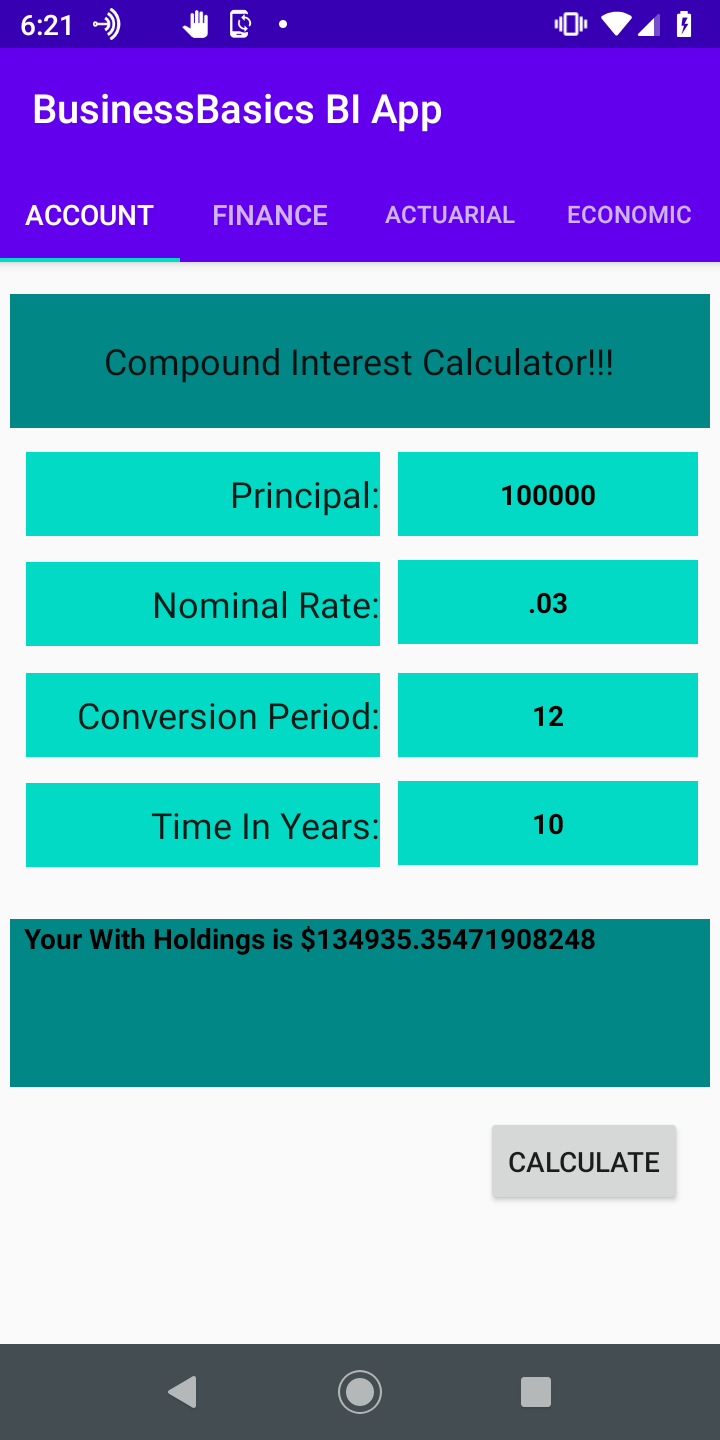 6:21
BusinessBasics BI App
ACCOUNT FINANCE ACTUARIAL ECONOMIC
Compound Interest Calculator!!!
Principal: 100000
Nominal Rate: .03
Conversion Period: 12
Time In Years: 10
Your With Holdings is $134935.35471908248
CALCULATE